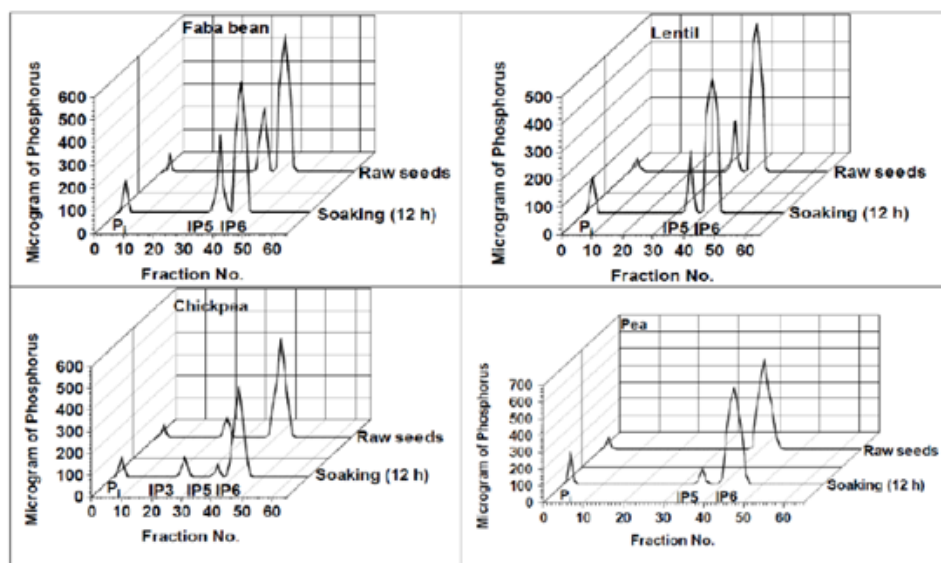 Faba bean
Microgram of Phosphorus
600
500
400
300
200
100
0
Raw seeds
Soaking (12 h)
Pi
IP5 IP6
0 10 20 30 40 50 60
Fraction No.
Lentil
Microgram of Phosphorus
500
400
300
200
100
0
Raw seeds
Soaking (12 h)
Pi
IP5 IP6
0 10 20 30 40 50 60
Fraction No.
Chickpea
Microgram of Phosphorus
600
500
400
300
200
100
0
Raw seeds
Soaking (12 h)
Pi IP3 IP5 IP6
0 10 20 30 40 50 60
Fraction No.
Pea
Microgram of Phosphorus
700
600
500
400
300
200
100
0
Raw seeds
Soaking (12 h)
Pi
IP5 IP6
0 10 20 30 40 50 60
Fraction No.